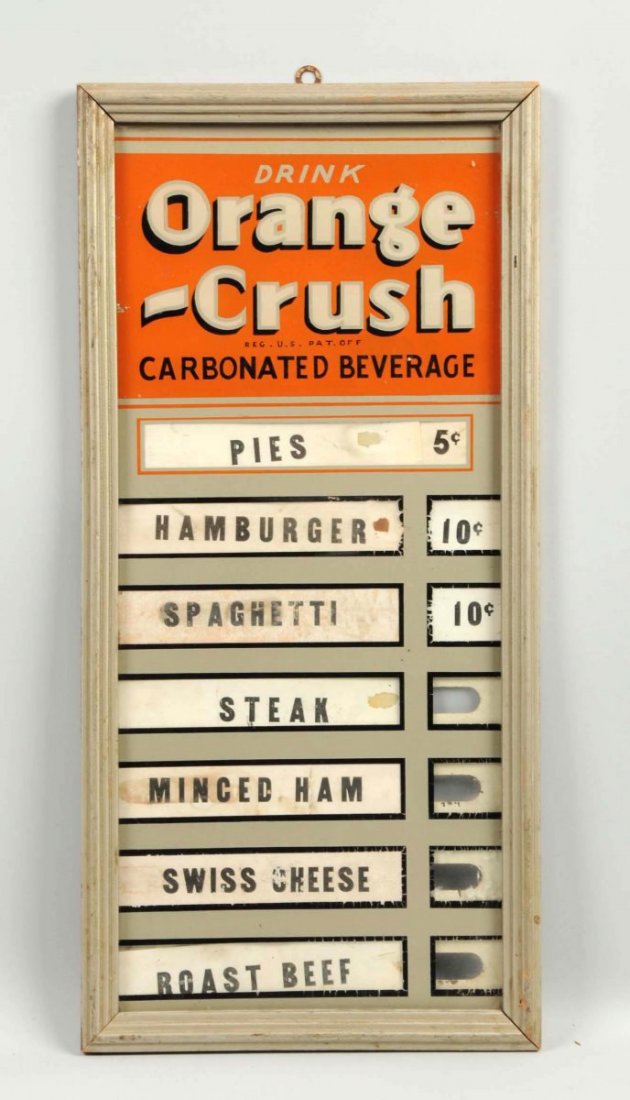 DRINK
Orange
-Crush
REG. U.S. PAT. OFF
CARBONATED BEVERAGE
PIES 5¢
HAMBURGER 10¢
SPAGHETTI 10¢
STEAK
MINCED HAM
SWISS CHEESE
ROAST BEEF